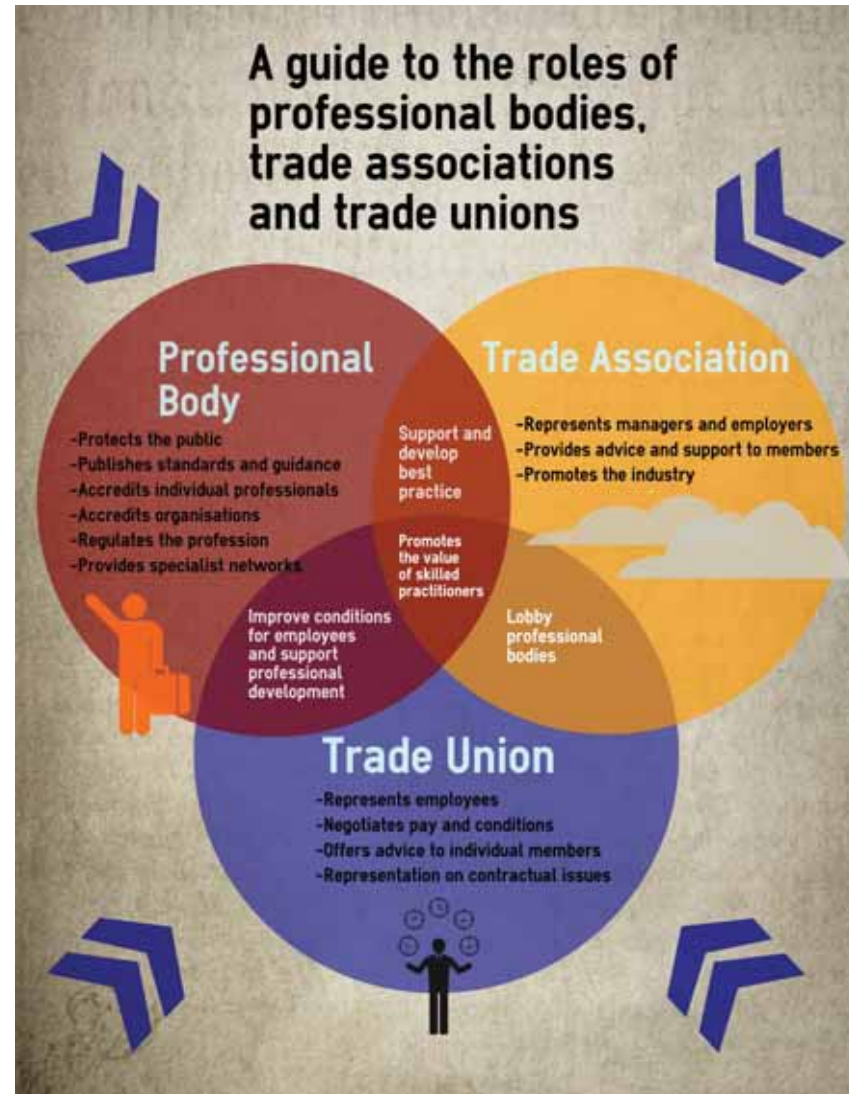 A guide to the roles of
professional bodies,
trade associations
and trade unions
Professional
Body
-Protects the public
-Publishes standards and guidance
-Accredits individual professionals
-Accredits organisations
-Regulates the profession
-Provides specialist networks
Support and
develop
best
practice
Trade Association
-Represents managers and employers
-Provides advice and support to members
-Promotes the industry
Promotes
the value
of skilled
practitioners
Improve conditions
for employees
and support
professional
development
Lobby
professional
bodies
Trade Union
-Represents employees
-Negotiates pay and conditions
-Offers advice to individual members
-Representation on contractual issues